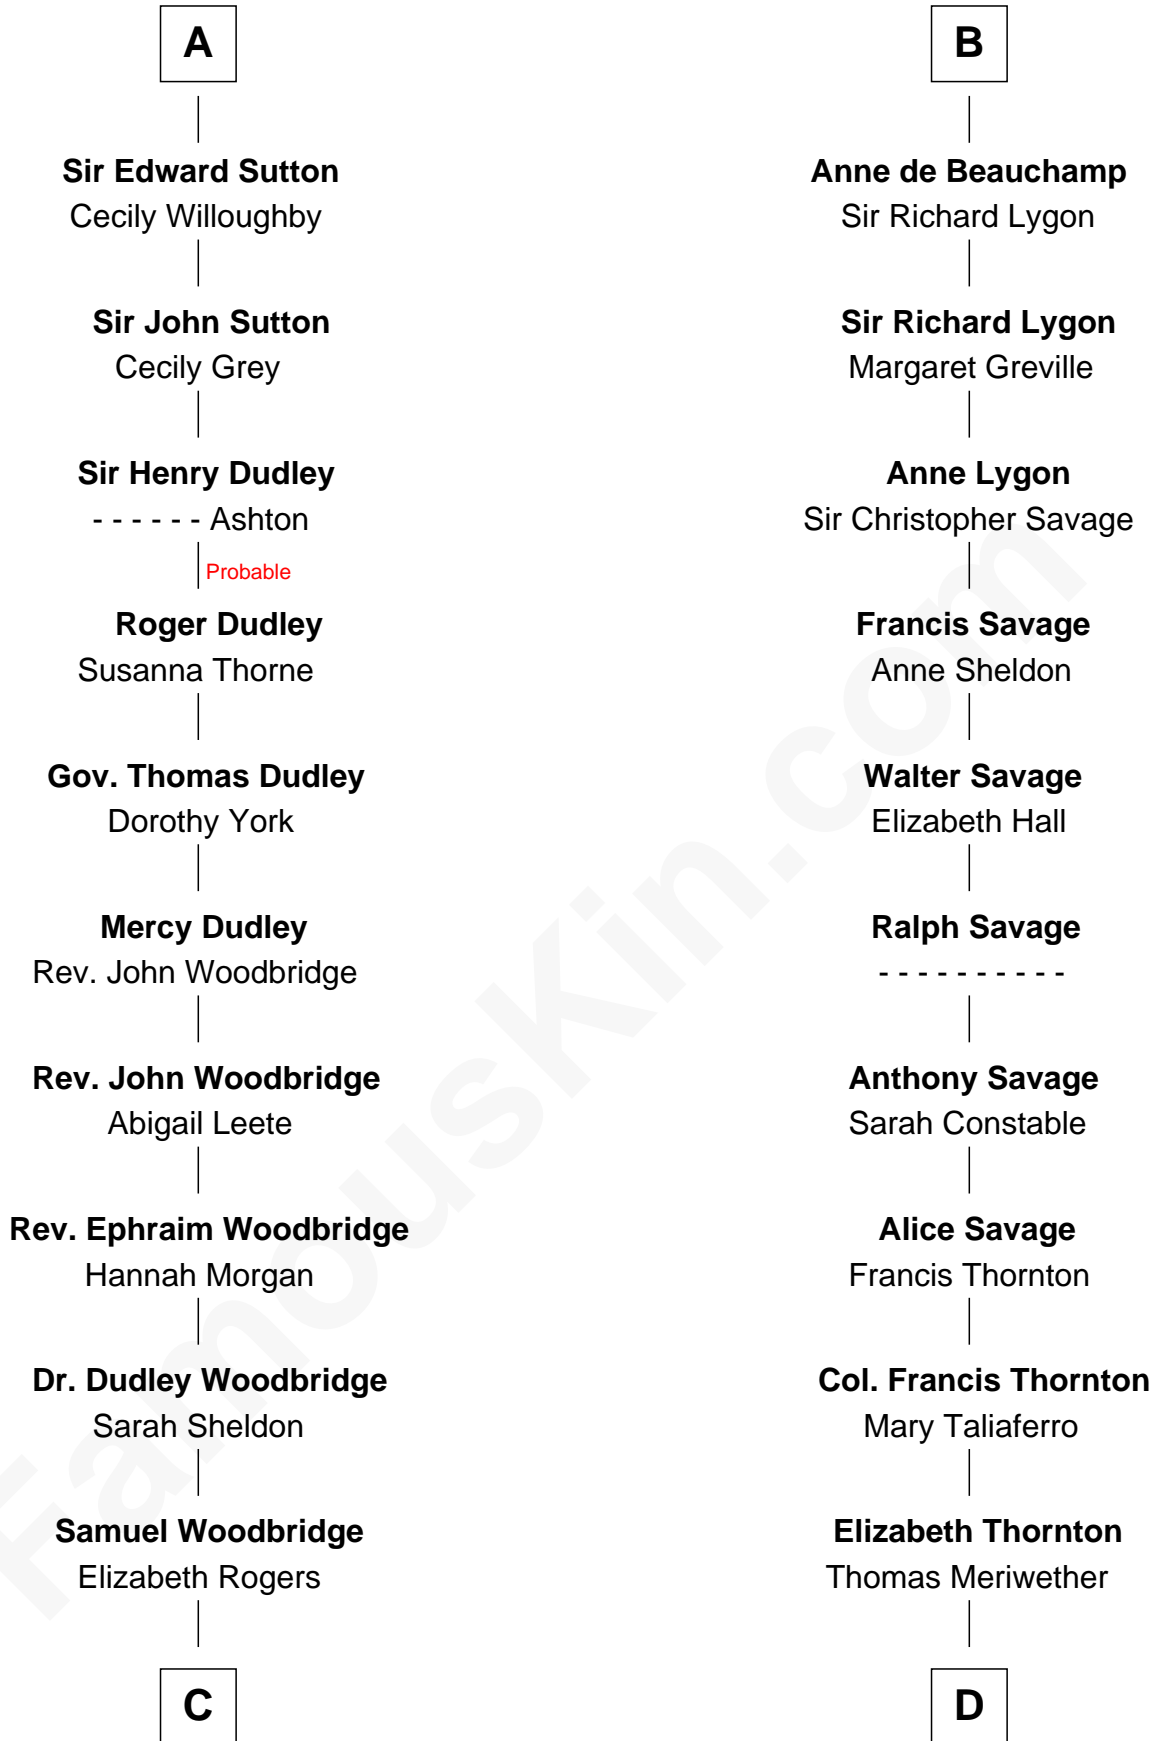 A
Sir Edward Sutton
Cecily Willoughby
Sir John Sutton
Cecily Grey
Sir Henry Dudley
- - - - - - Ashton
Probable
Roger Dudley
Susanna Thorne
Gov. Thomas Dudley
Dorothy York
Mercy Dudley
Rev. John Woodbridge
Rev. John Woodbridge
Abigail Leete
Rev. Ephraim Woodbridge
Hannah Morgan
Dr. Dudley Woodbridge
Sarah Sheldon
Samuel Woodbridge
Elizabeth Rogers
C
B
Anne de Beauchamp
Sir Richard Lygon
Sir Richard Lygon
Margaret Greville
Anne Lygon
Sir Christopher Savage
Francis Savage
Anne Sheldon
Walter Savage
Elizabeth Hall
Ralph Savage
- - - - - - - - - -
Anthony Savage
Sarah Constable
Alice Savage
Francis Thornton
Col. Francis Thornton
Mary Taliaferro
Elizabeth Thornton
Thomas Meriwether
D
FamousKin.com